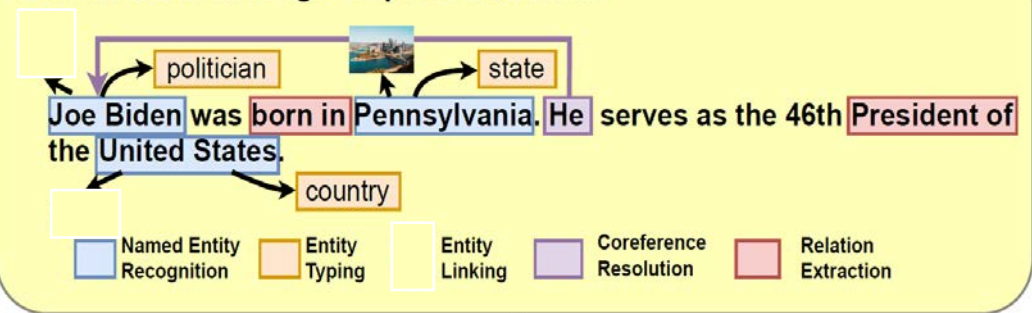 politician
state
Joe Biden was born in Pennsylvania. He serves as the 46th President of
the United States.
country
Named Entity
Recognition
Entity
Typing
Entity
Linking
Coreference
Resolution
Relation
Extraction